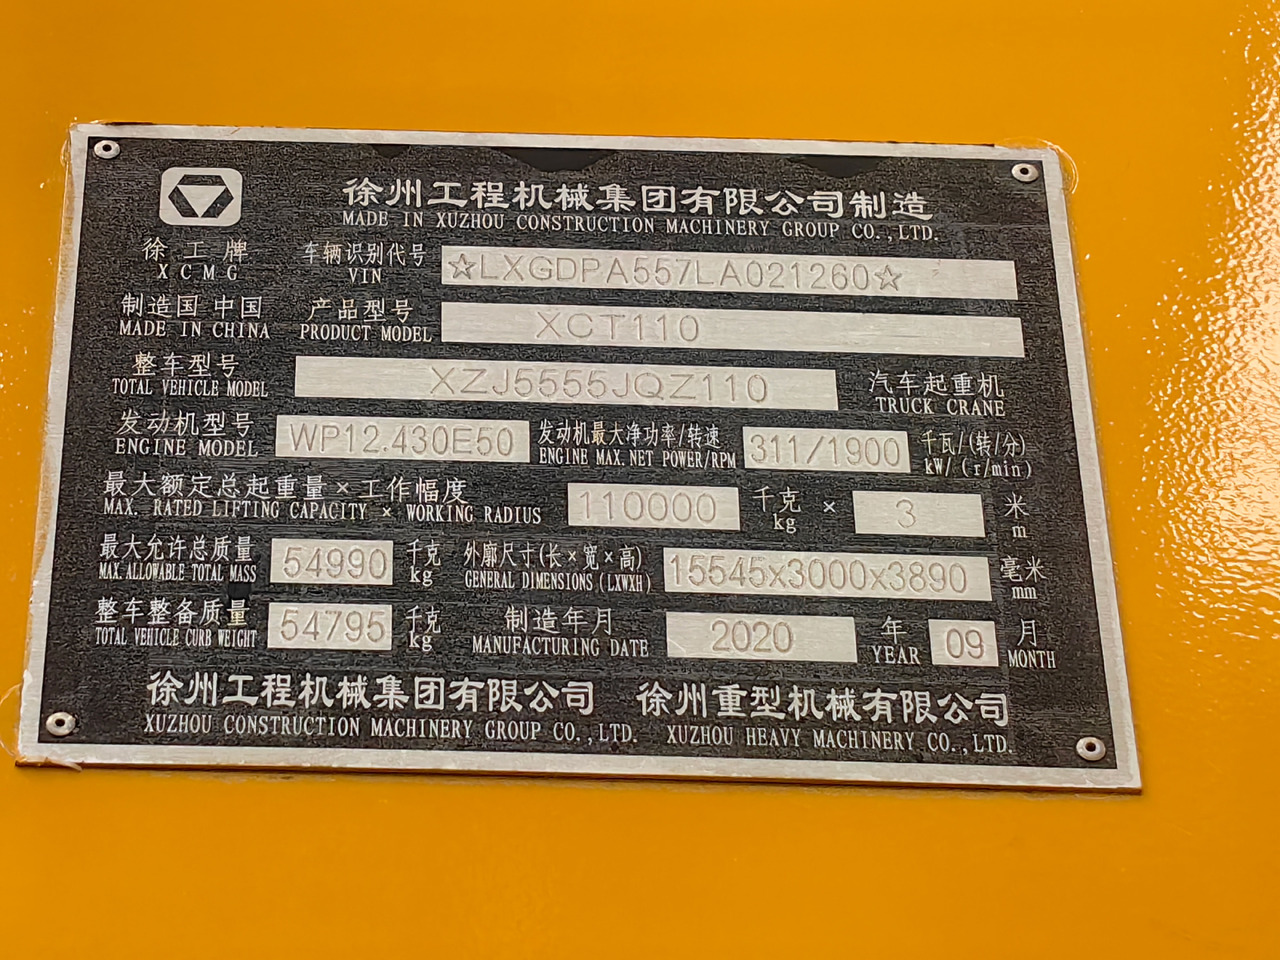 徐州工程机械集团有限公司制造
MADE IN XUZHOU CONSTRUCTION MACHINERY GROUP CO.,LTD.
徐工牌 车辆识别代号 ☆LXGDPA557LA021260☆
XCMG VIN
制造国 中国 产品型号 XCT110
MADE IN CHINA PRODUCT MODEL
整车型号 XZJ5555JQZ110 汽车起重机
TOTAL VEHICLE MODEL TRUCK CRANE
发动机型号 WP12.430E50 发动机最大净功率/转速 311/1900 千瓦/(转/分)
ENGINE MODEL ENGINE MAX.NET POWER/RPM kW/(r/min)
最大额定总起重量×工作幅度 110000 千克 × 3 米
MAX. RATED LIFTING CAPACITY × WORKING RADIUS kg m
最大允许总质量 54990 千克 外廓尺寸(长×宽×高) 15545x3000x3890 毫米
MAX.ALLOWABLE TOTAL MASS kg GENERAL DIMENSIONS (LXWXH) mm
整车整备质量 54795 千克 制造年月 2020 年 09 月
TOTAL VEHICLE CURB WEIGHT kg MANUFACTURING DATE YEAR MONTH
徐州工程机械集团有限公司 徐州重型机械有限公司
XUZHOU CONSTRUCTION MACHINERY GROUP CO.,LTD. XUZHOU HEAVY MACHINERY CO.,LTD.